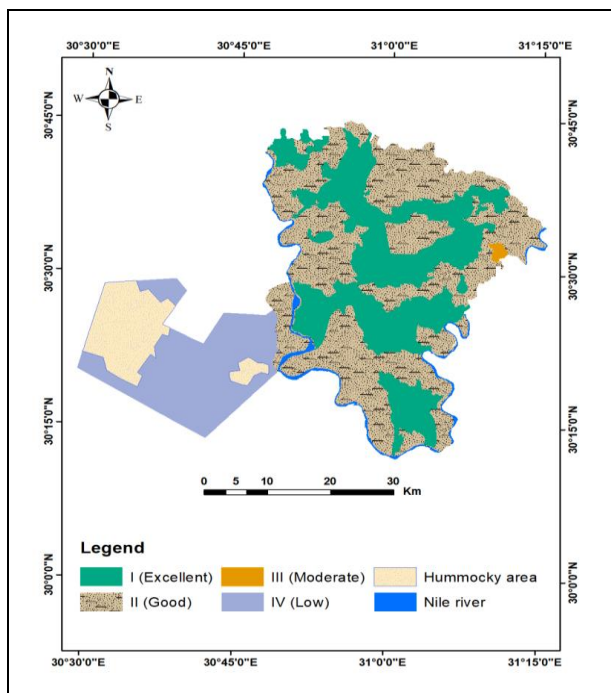 30°30'0"E 30°45'0"E 31°0'0"E 31°15'0"E
N
W E
S
30°45'0"N 30°45'0"N
30°30'0"N 30°30'0"N
30°15'0"N 30°15'0"N
0 5 10 20 30
Km
Legend
I (Excellent) III (Moderate) Hummocky area
II (Good) IV (Low) Nile river
30°0'0"N 30°0'0"N
30°30'0"E 30°45'0"E 31°0'0"E 31°15'0"E